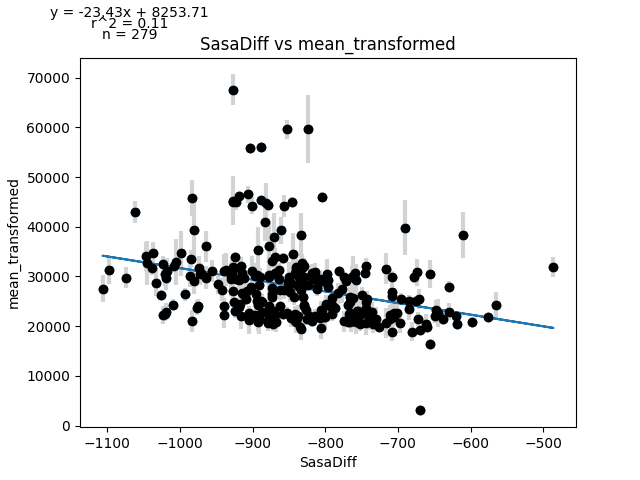 y = -23.43x + 8253.71
r^2 = 0.11
n = 279
SasaDiff vs mean_transformed
mean_transformed
70000
60000
50000
40000
30000
20000
10000
0
−1100 −1000 −900 −800 −700 −600 −500
SasaDiff